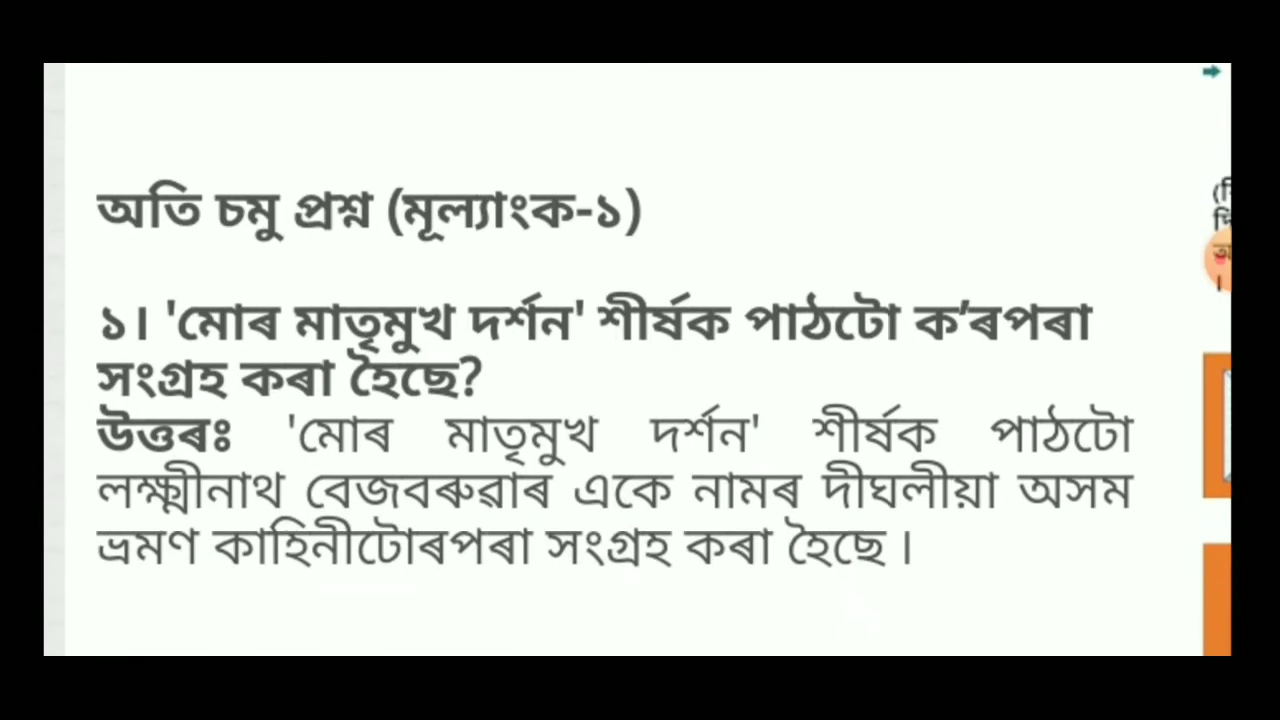 অতি চমু প্ৰশ্ন (মূল্যাংক-১)
১। 'মোৰ মাতৃমুখ দৰ্শন' শীৰ্ষক পাঠটো ক’ৰপৰা
সংগ্ৰহ কৰা হৈছে?
উত্তৰঃ 'মোৰ মাতৃমুখ দৰ্শন' শীৰ্ষক পাঠটো
লক্ষ্মীনাথ বেজবৰুৱাৰ একে নামৰ দীঘলীয়া অসম
ভ্ৰমণ কাহিনীটোৰপৰা সংগ্ৰহ কৰা হৈছে ।